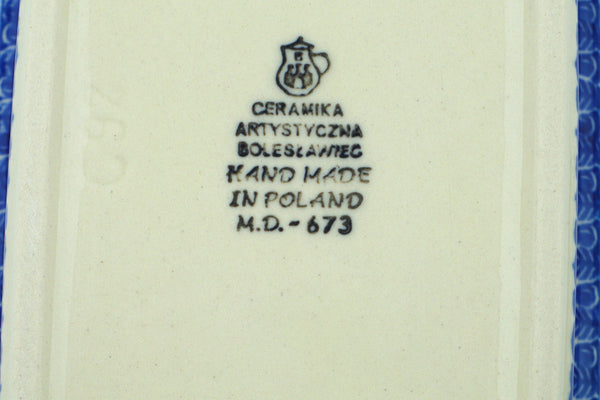 CERAMIKA
ARTYSTYCZNA
BOLESŁAWIEC
HAND MADE
IN POLAND
M.D. - 673